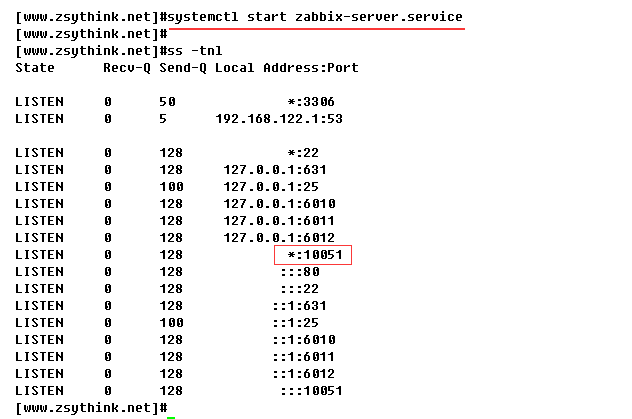 [www.zsythink.net]#systemctl start zabbix-server.service
[www.zsythink.net]#
[www.zsythink.net]#ss -tnl
State Recv-Q Send-Q Local Address:Port
LISTEN 0 50 *:3306
LISTEN 0 5 192.168.122.1:53
LISTEN 0 128 *:22
LISTEN 0 128 127.0.0.1:631
LISTEN 0 100 127.0.0.1:25
LISTEN 0 128 127.0.0.1:6010
LISTEN 0 128 127.0.0.1:6011
LISTEN 0 128 127.0.0.1:6012
LISTEN 0 128 *:10051
LISTEN 0 128 :::80
LISTEN 0 128 :::22
LISTEN 0 128 ::1:631
LISTEN 0 100 ::1:25
LISTEN 0 128 ::1:6010
LISTEN 0 128 ::1:6011
LISTEN 0 128 ::1:6012
LISTEN 0 128 :::10051
[www.zsythink.net]#